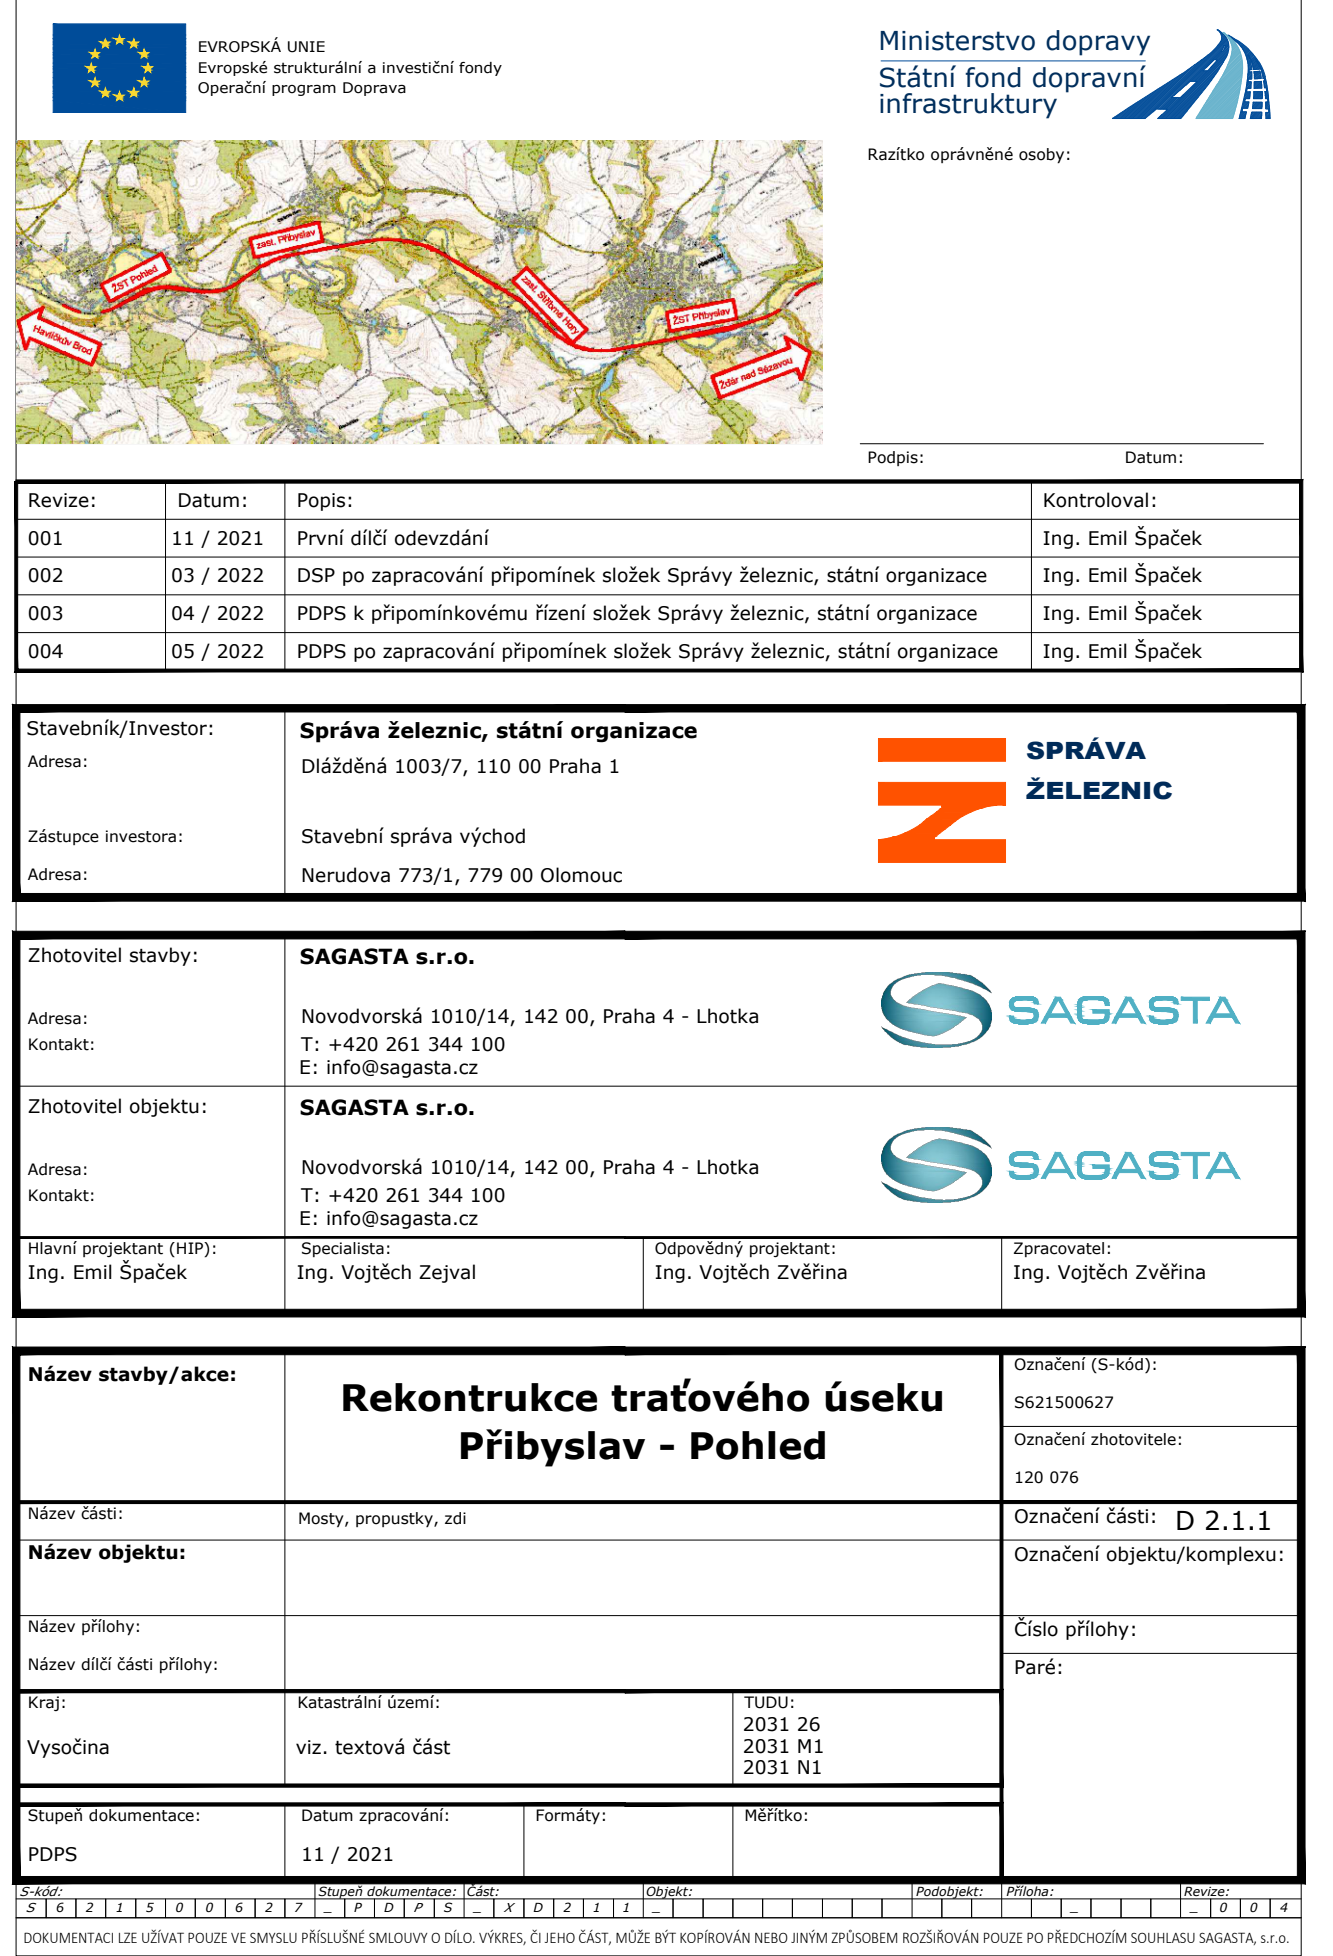 EVROPSKÁ UNIE
Evropské strukturální a investiční fondy
Operační program Doprava
Ministerstvo dopravy
Státní fond dopravní
infrastruktury
Razítko oprávněné osoby:
ŽST Pohled
zast. Přibyslav
zast. Stříbrné Hory
ŽST Přibyslav
Havlíčkův Brod
Žďár nad Sázavou
Podpis: Datum:
Revize: Datum: Popis: Kontroloval:
001 11 / 2021 První dílčí odevzdání Ing. Emil Špaček
002 03 / 2022 DSP po zapracování připomínek složek Správy železnic, státní organizace Ing. Emil Špaček
003 04 / 2022 PDPS k připomínkovému řízení složek Správy železnic, státní organizace Ing. Emil Špaček
004 05 / 2022 PDPS po zapracování připomínek složek Správy železnic, státní organizace Ing. Emil Špaček
Stavebník/Investor: Správa železnic, státní organizace
Adresa: Dlážděná 1003/7, 110 00 Praha 1
SPRÁVA
ŽELEZNIC
Zástupce investora: Stavební správa východ
Adresa: Nerudova 773/1, 779 00 Olomouc
Zhotovitel stavby: SAGASTA s.r.o.
SAGASTA
Adresa: Novodvorská 1010/14, 142 00, Praha 4 - Lhotka
Kontakt: T: +420 261 344 100
E: info@sagasta.cz
Zhotovitel objektu: SAGASTA s.r.o.
SAGASTA
Adresa: Novodvorská 1010/14, 142 00, Praha 4 - Lhotka
Kontakt: T: +420 261 344 100
E: info@sagasta.cz
Hlavní projektant (HIP): Specialista: Odpovědný projektant: Zpracovatel:
Ing. Emil Špaček Ing. Vojtěch Zejval Ing. Vojtěch Zvěřina Ing. Vojtěch Zvěřina
Název stavby/akce:
Rekontrukce traťového úseku
Přibyslav - Pohled
Označení (S-kód):
S621500627
Označení zhotovitele:
120 076
Název části: Mosty, propustky, zdi
Označení části: D 2.1.1
Název objektu:
Označení objektu/komplexu:
Název přílohy:
Číslo přílohy:
Název dílčí části přílohy:
Paré:
Kraj: Katastrální území: TUDU:
Vysočina viz. textová část
2031 26
2031 M1
2031 N1
Stupeň dokumentace: Datum zpracování: Formáty: Měřítko:
PDPS 11 / 2021
S-kód: Stupeň dokumentace: Část: Objekt: Podobjekt: Příloha: Revize:
S 6 2 1 5 0 0 6 2 7 _ P D P S _ X D 2 1 1 _ _ _ 0 0 4
DOKUMENTACI LZE UŽÍVAT POUZE VE SMYSLU PŘÍSLUŠNÉ SMLOUVY O DÍLO. VÝKRES, ČI JEHO ČÁST, MŮŽE BÝT KOPÍROVÁN NEBO JINÝM ZPŮSOBEM ROZŠIŘOVÁN POUZE PO PŘEDCHOZÍM SOUHLASU SAGASTA, s.r.o.